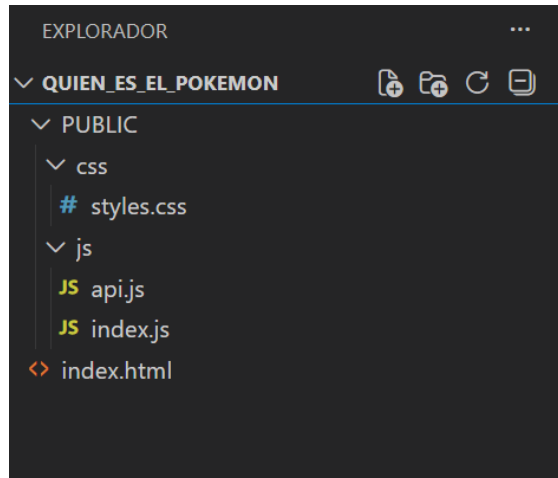 EXPLORADOR
QUIEN_ES_EL_POKEMON
PUBLIC
css
# styles.css
js
JS api.js
JS index.js
<> index.html